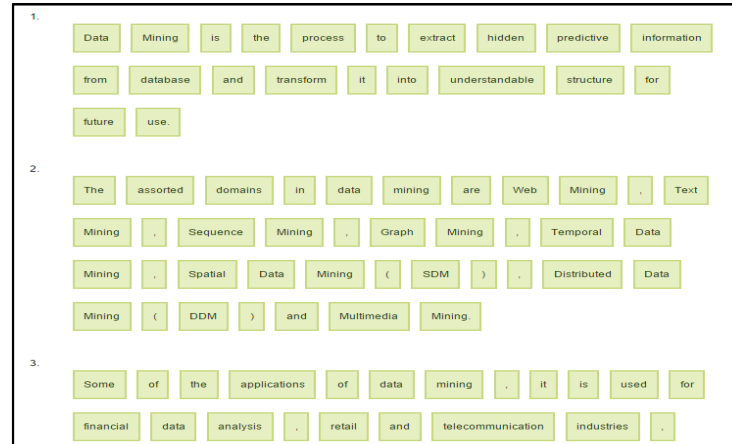 1.
Data Mining is the process to extract hidden predictive information
from database and transform it into understandable structure for
future use.
2.
The assorted domains in data mining are Web Mining , Text
Mining , Sequence Mining , Graph Mining , Temporal Data
Mining , Spatial Data Mining ( SDM ) , Distributed Data
Mining ( DDM ) and Multimedia Mining.
3.
Some of the applications of data mining , it is used for
financial data analysis , retail and telecommunication industries ,